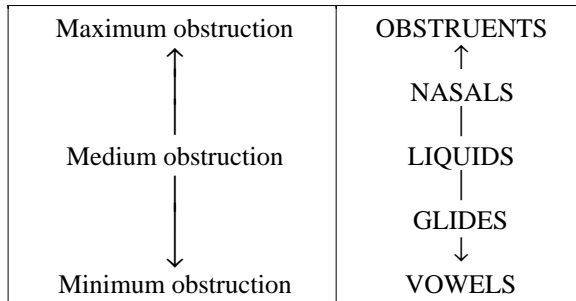 Maximum obstruction OBSTRUENTS
NASALS
Medium obstruction LIQUIDS
GLIDES
Minimum obstruction VOWELS